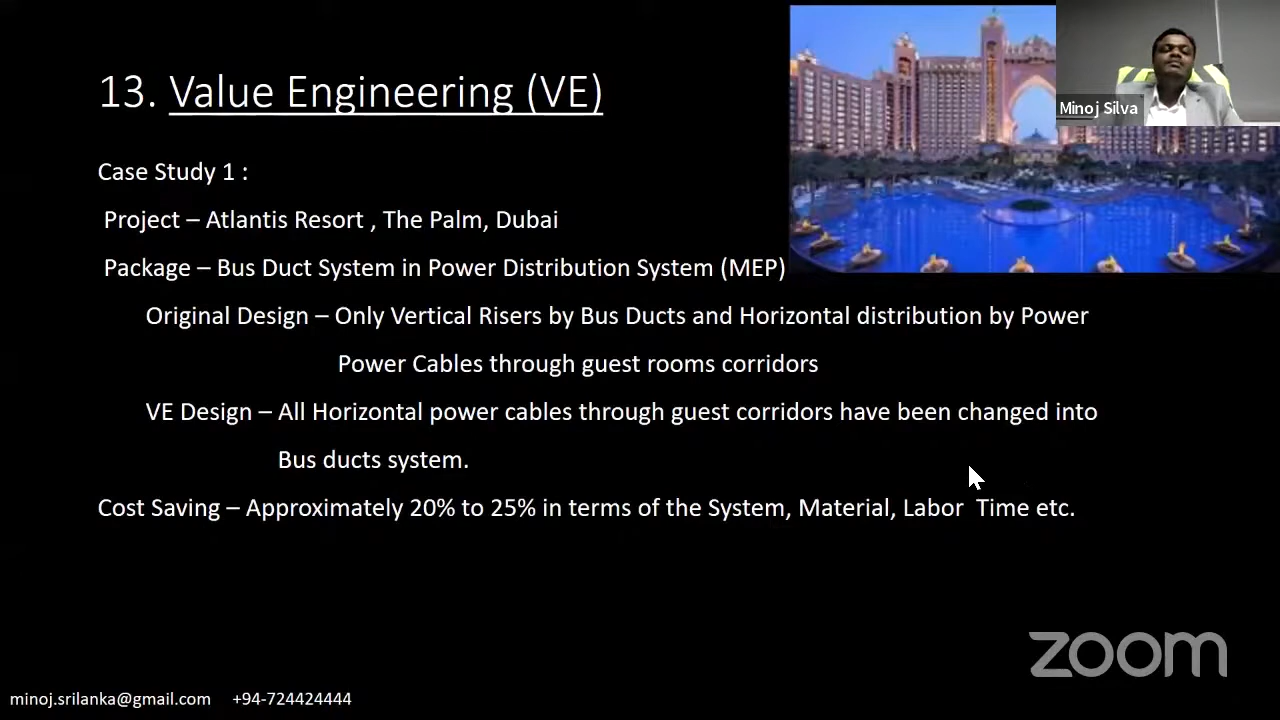 13. Value Engineering (VE)
Minoj Silva
Case Study 1 :
Project – Atlantis Resort , The Palm, Dubai
Package – Bus Duct System in Power Distribution System (MEP)
Original Design – Only Vertical Risers by Bus Ducts and Horizontal distribution by Power
Power Cables through guest rooms corridors
VE Design – All Horizontal power cables through guest corridors have been changed into
Bus ducts system.
Cost Saving – Approximately 20% to 25% in terms of the System, Material, Labor  Time etc.
zoom
minoj.srilanka@gmail.com +94-724424444